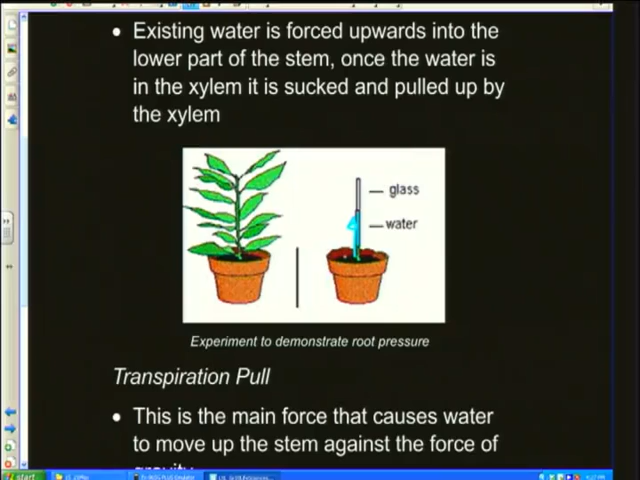 • Existing water is forced upwards into the
lower part of the stem, once the water is
in the xylem it is sucked and pulled up by
the xylem
glass
water
Experiment to demonstrate root pressure
Transpiration Pull
• This is the main force that causes water
to move up the stem against the force of
gravity
start